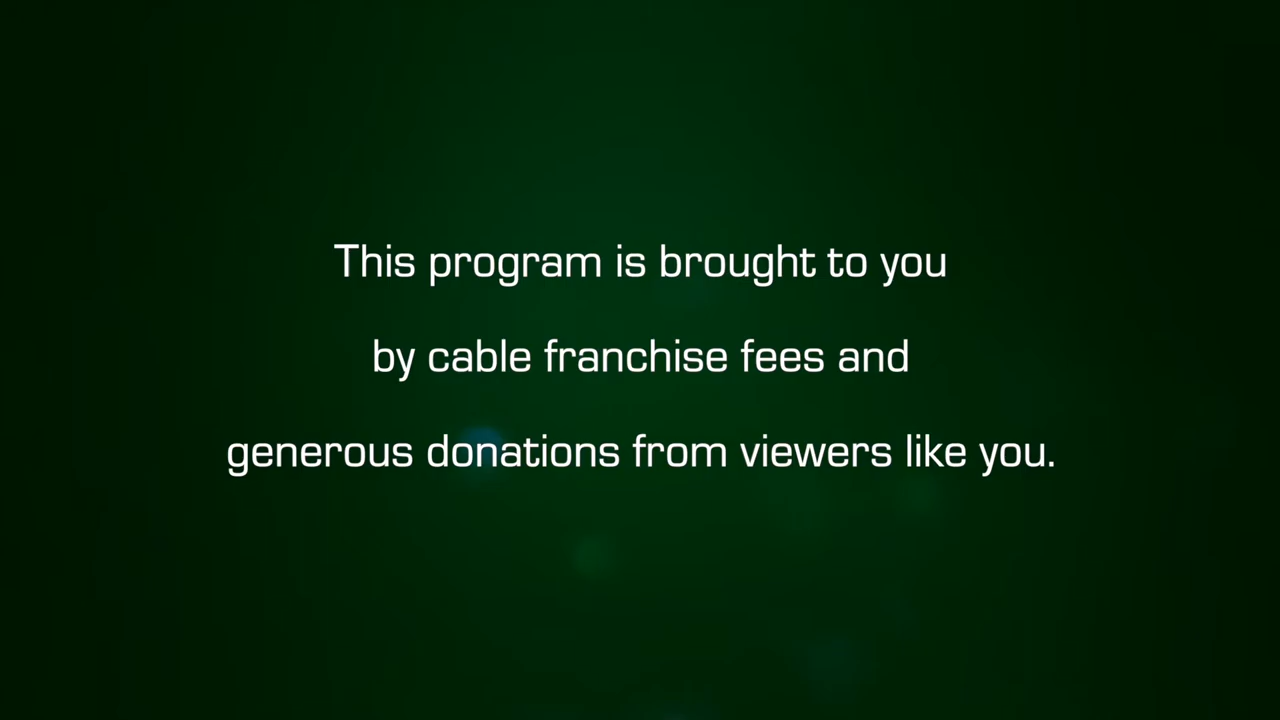 This program is brought to you
by cable franchise fees and
generous donations from viewers like you.